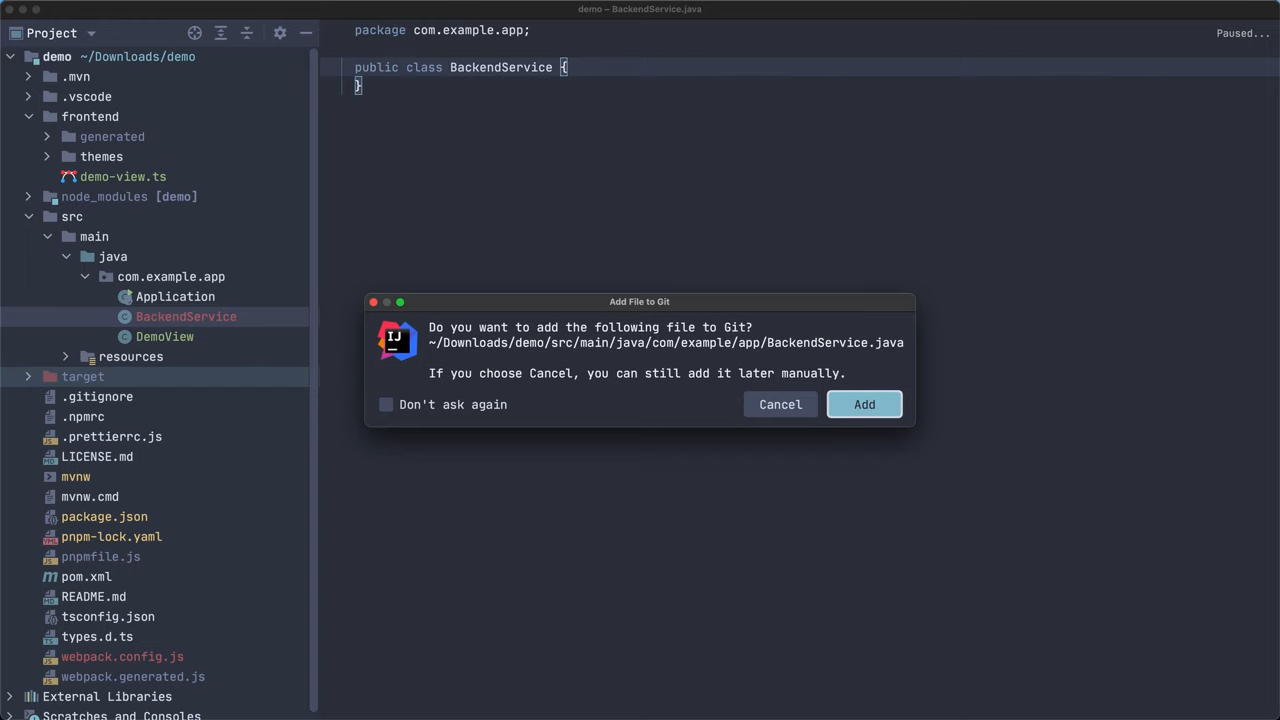 demo – BackendService.java
Project
Paused...
demo ~/Downloads/demo
.mvn
.vscode
frontend
generated
themes
demo-view.ts
node_modules [demo]
src
main
java
com.example.app
Application
BackendService
DemoView
resources
target
.gitignore
.npmrc
.prettierrc.js
LICENSE.md
mvnw
mvnw.cmd
package.json
pnpm-lock.yaml
pnpmfile.js
pom.xml
README.md
tsconfig.json
types.d.ts
webpack.config.js
webpack.generated.js
External Libraries
Scratches and Consoles
package com.example.app;
public class BackendService {
}
Add File to Git
IJ
Do you want to add the following file to Git?
~/Downloads/demo/src/main/java/com/example/app/BackendService.java
If you choose Cancel, you can still add it later manually.
Don't ask again
Cancel
Add